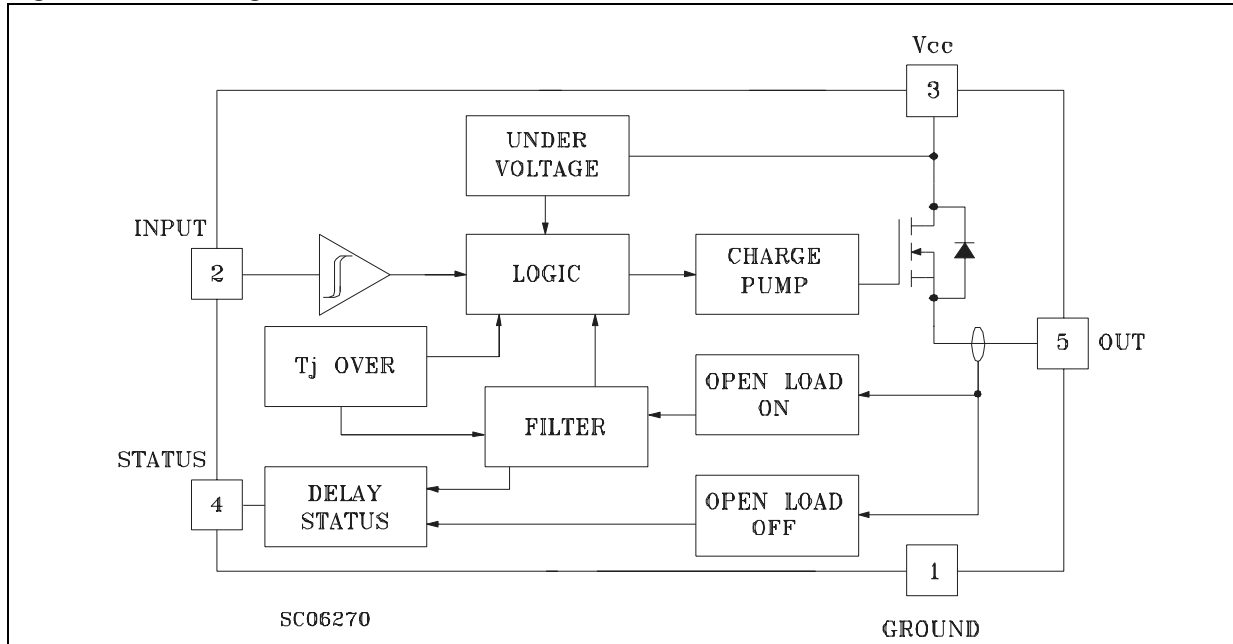 Vcc
3
UNDER
VOLTAGE
INPUT
2
LOGIC
CHARGE
PUMP
5
OUT
Tj OVER
OPEN LOAD
ON
FILTER
STATUS
4
DELAY
STATUS
OPEN LOAD
OFF
1
SC06270
GROUND